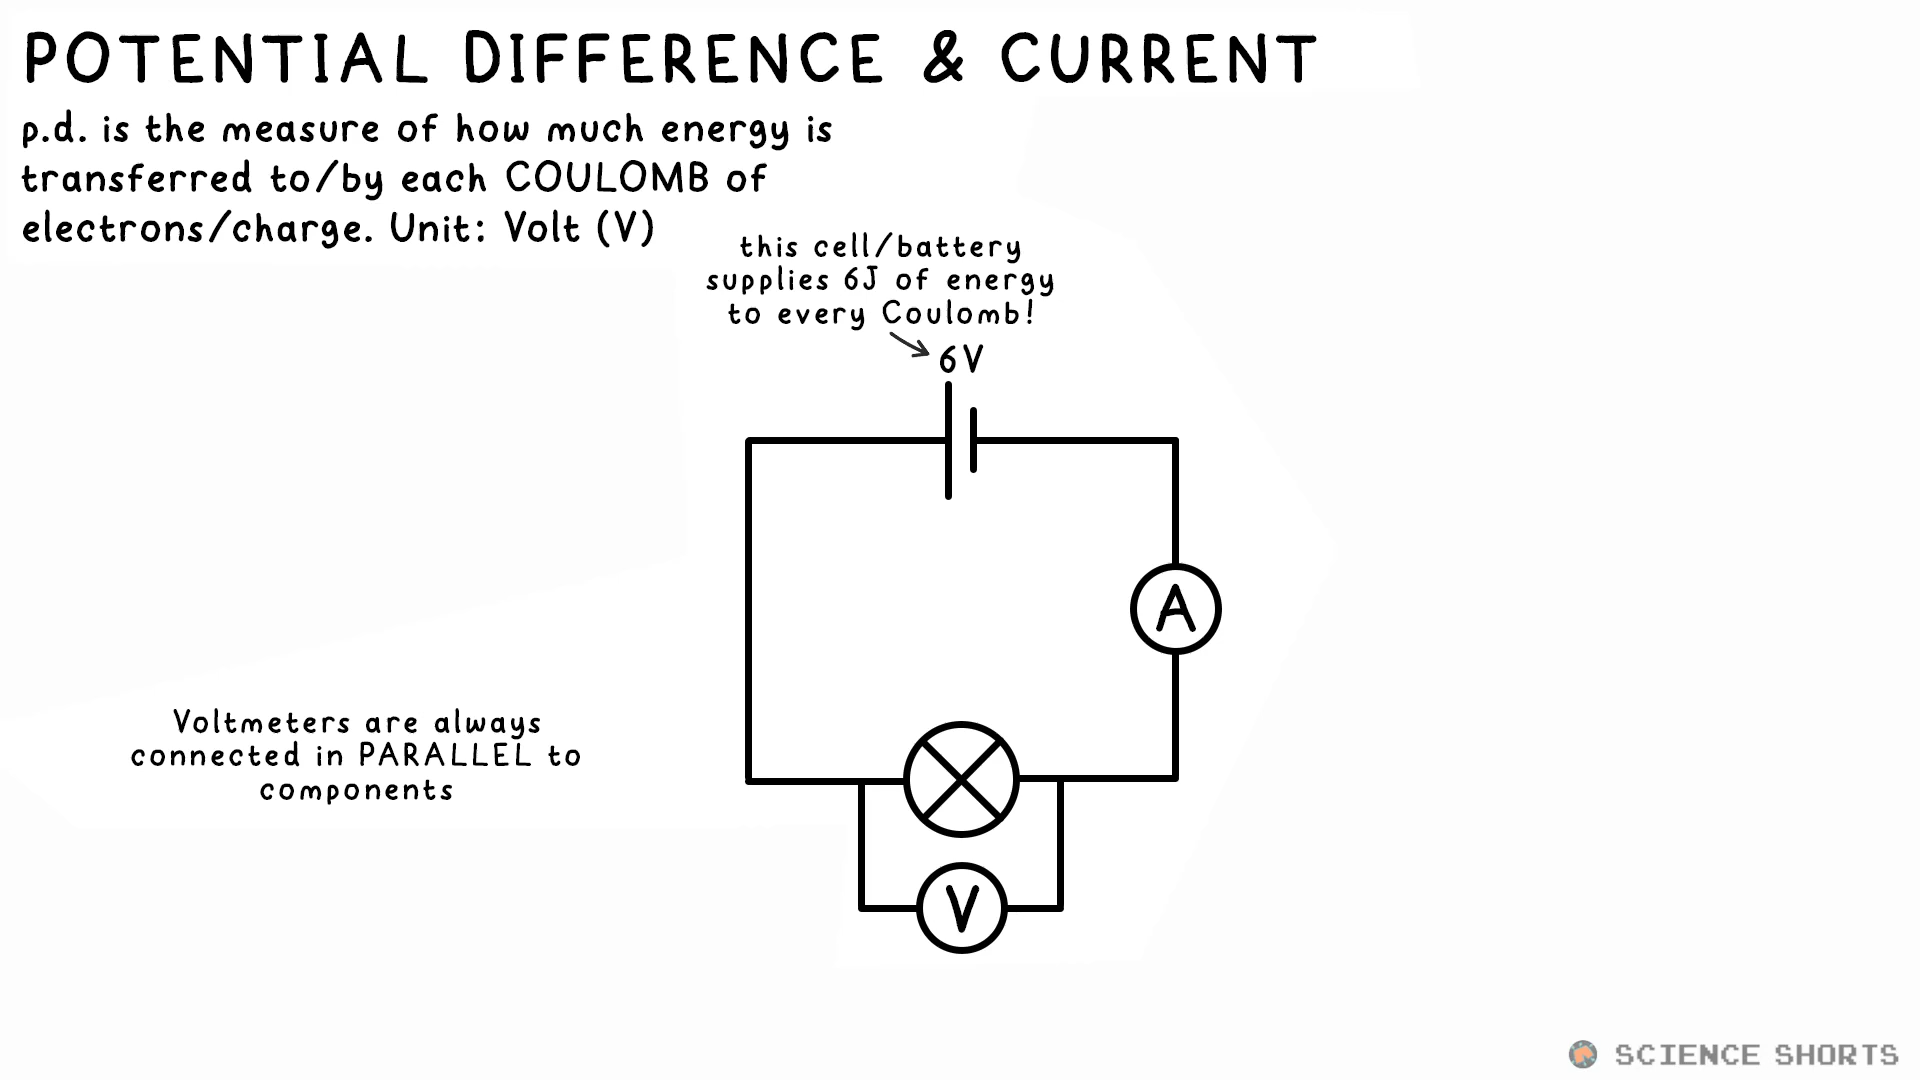 POTENTIAL DIFFERENCE & CURRENT
p.d. is the measure of how much energy is
transferred to/by each COULOMB of
electrons/charge. Unit: Volt (V)
this cell/battery
supplies 6J of energy
to every Coulomb!
6V
A
Voltmeters are always
connected in PARALLEL to
components
V
SCIENCE SHORTS